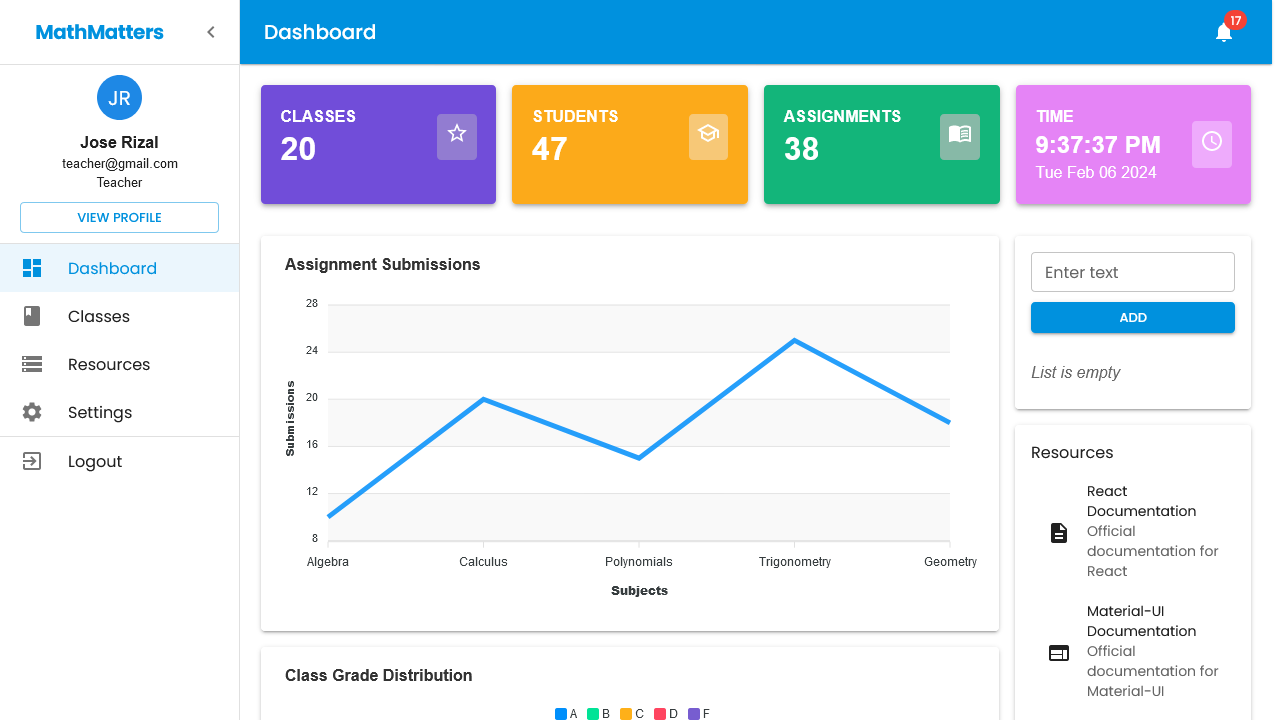 MathMatters
Dashboard
17
JR
Jose Rizal
teacher@gmail.com
Teacher
VIEW PROFILE
Dashboard
Classes
Resources
Settings
Logout
CLASSES
20
STUDENTS
47
ASSIGNMENTS
38
TIME
9:37:37 PM
Tue Feb 06 2024
Assignment Submissions
28
24
20
16
12
8
Submissions
Algebra Calculus Polynomials Trigonometry Geometry
Subjects
Class Grade Distribution
A B C D F
Enter text
ADD
List is empty
Resources
React
Documentation
Official
documentation for
React
Material-UI
Documentation
Official
documentation for
Material-UI